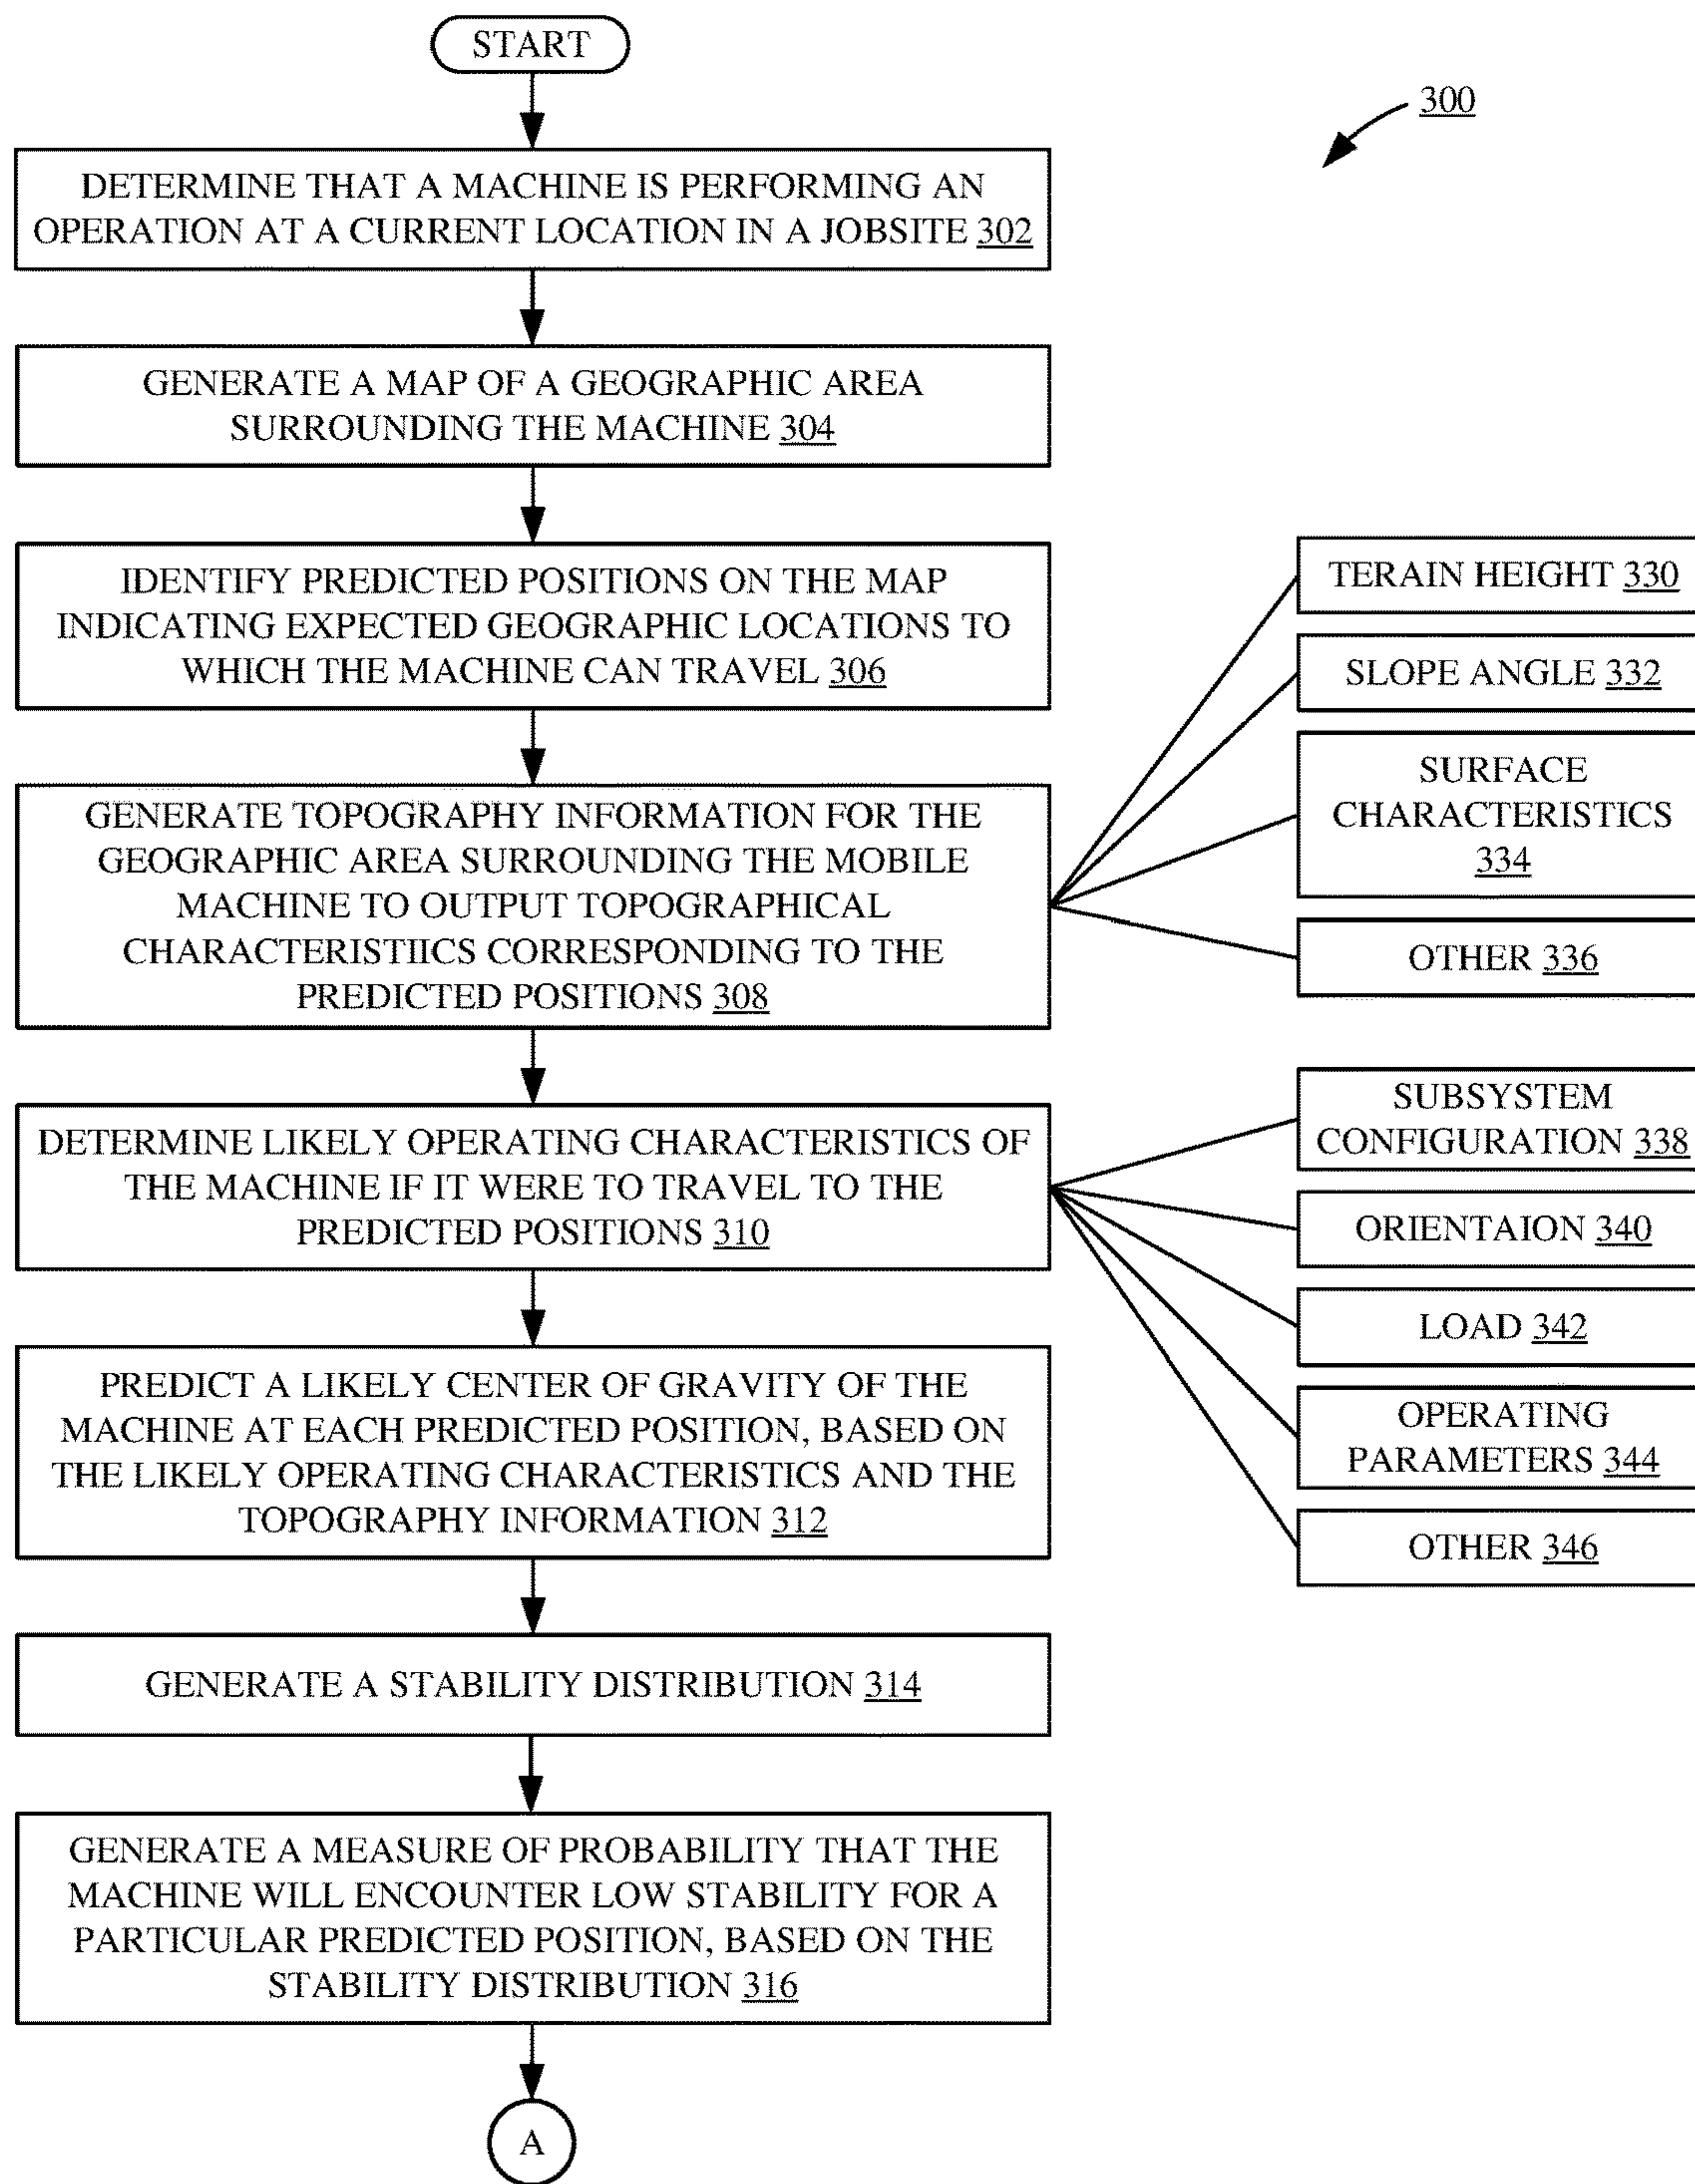 START
300
DETERMINE THAT A MACHINE IS PERFORMING AN
OPERATION AT A CURRENT LOCATION IN A JOBSITE 302
GENERATE A MAP OF A GEOGRAPHIC AREA
SURROUNDING THE MACHINE 304
IDENTIFY PREDICTED POSITIONS ON THE MAP
INDICATING EXPECTED GEOGRAPHIC LOCATIONS TO
WHICH THE MACHINE CAN TRAVEL 306
GENERATE TOPOGRAPHY INFORMATION FOR THE
GEOGRAPHIC AREA SURROUNDING THE MOBILE
MACHINE TO OUTPUT TOPOGRAPHICAL
CHARACTERISTIICS CORRESPONDING TO THE
PREDICTED POSITIONS 308
TERAIN HEIGHT 330
SLOPE ANGLE 332
SURFACE
CHARACTERISTICS
334
OTHER 336
DETERMINE LIKELY OPERATING CHARACTERISTICS OF
THE MACHINE IF IT WERE TO TRAVEL TO THE
PREDICTED POSITIONS 310
SUBSYSTEM
CONFIGURATION 338
ORIENTAION 340
LOAD 342
OPERATING
PARAMETERS 344
OTHER 346
PREDICT A LIKELY CENTER OF GRAVITY OF THE
MACHINE AT EACH PREDICTED POSITION, BASED ON
THE LIKELY OPERATING CHARACTERISTICS AND THE
TOPOGRAPHY INFORMATION 312
GENERATE A STABILITY DISTRIBUTION 314
GENERATE A MEASURE OF PROBABILITY THAT THE
MACHINE WILL ENCOUNTER LOW STABILITY FOR A
PARTICULAR PREDICTED POSITION, BASED ON THE
STABILITY DISTRIBUTION 316
A